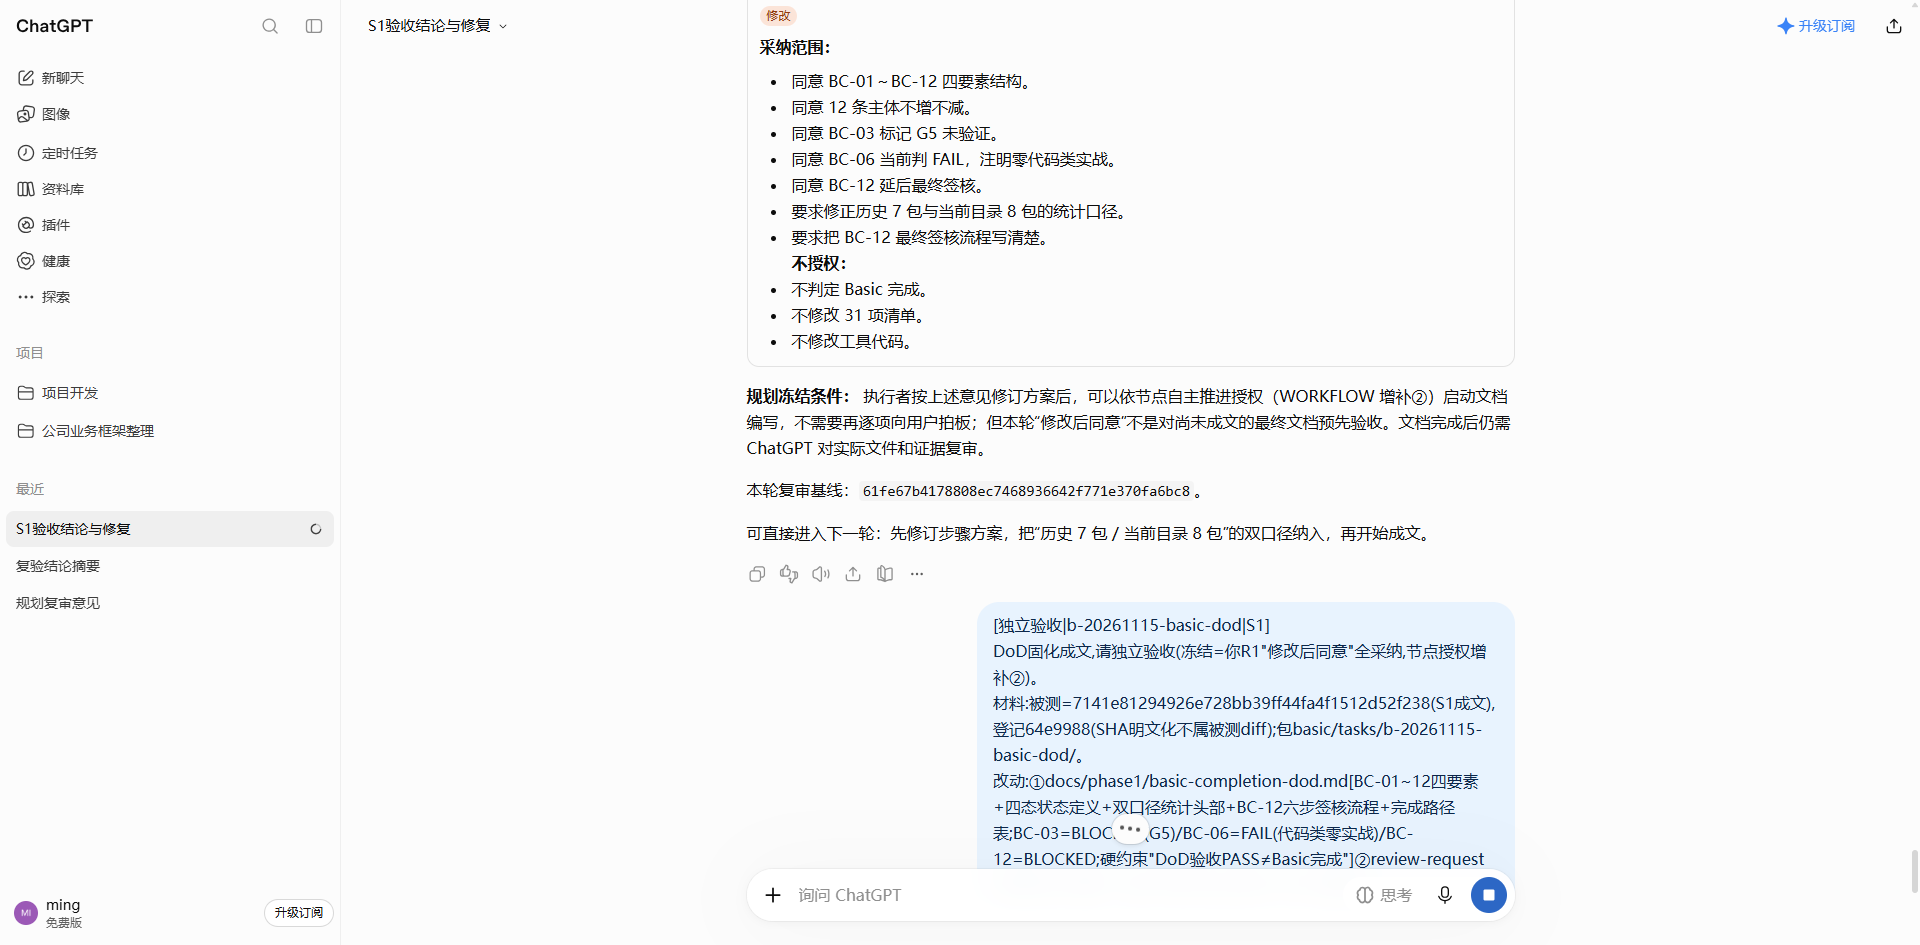 ChatGPT
新聊天
图像
定时任务
资料库
插件
健康
探索
项目
项目开发
公司业务框架整理
最近
S1验收结论与修复
复验结论摘要
规划复审意见
MI
ming
免费版
升级订阅
S1验收结论与修复
升级订阅
修改
采纳范围：
同意 BC-01～BC-12 四要素结构。
同意 12 条主体不增不减。
同意 BC-03 标记 G5 未验证。
同意 BC-06 当前判 FAIL，注明零代码类实战。
同意 BC-12 延后最终签核。
要求修正历史 7 包与当前目录 8 包的统计口径。
要求把 BC-12 最终签核流程写清楚。
不授权：
不判定 Basic 完成。
不修改 31 项清单。
不修改工具代码。
规划冻结条件： 执行者按上述意见修订方案后，可以依节点自主推进授权（WORKFLOW 增补②）启动文档
编写，不需要再逐项向用户拍板；但本轮“修改后同意”不是对尚未成文的最终文档预先验收。文档完成后仍需
ChatGPT 对实际文件和证据复审。
本轮复审基线： 61fe67b4178808ec7468936642f771e370fa6bc8。
可直接进入下一轮：先修订步骤方案，把“历史 7 包 / 当前目录 8 包”的双口径纳入，再开始成文。
[独立验收|b-20261115-basic-dod|S1]
DoD固化成文,请独立验收(冻结=你R1"修改后同意"全采纳,节点授权增
补②)。
材料:被测=7141e81294926e728bb39ff44fa4f1512d52f238(S1成文),
登记64e9988(SHA明文化不属被测diff);包basic/tasks/b-20261115-
basic-dod/。
改动:①docs/phase1/basic-completion-dod.md[BC-01~12四要素
+四态状态定义+双口径统计头部+BC-12六步签核流程+完成路径
表;BC-03=BLOC G5)/BC-06=FAIL(代码类零实战)/BC-
12=BLOCKED;硬约束"DoD验收PASS≠Basic完成"]②review-request
询问 ChatGPT
思考